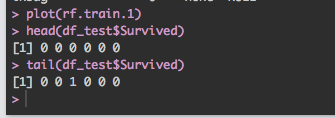 > plot(rf.train.1)
> head(df_test$Survived)
[1] 0 0 0 0 0 0
> tail(df_test$Survived)
[1] 0 0 1 0 0 0
>